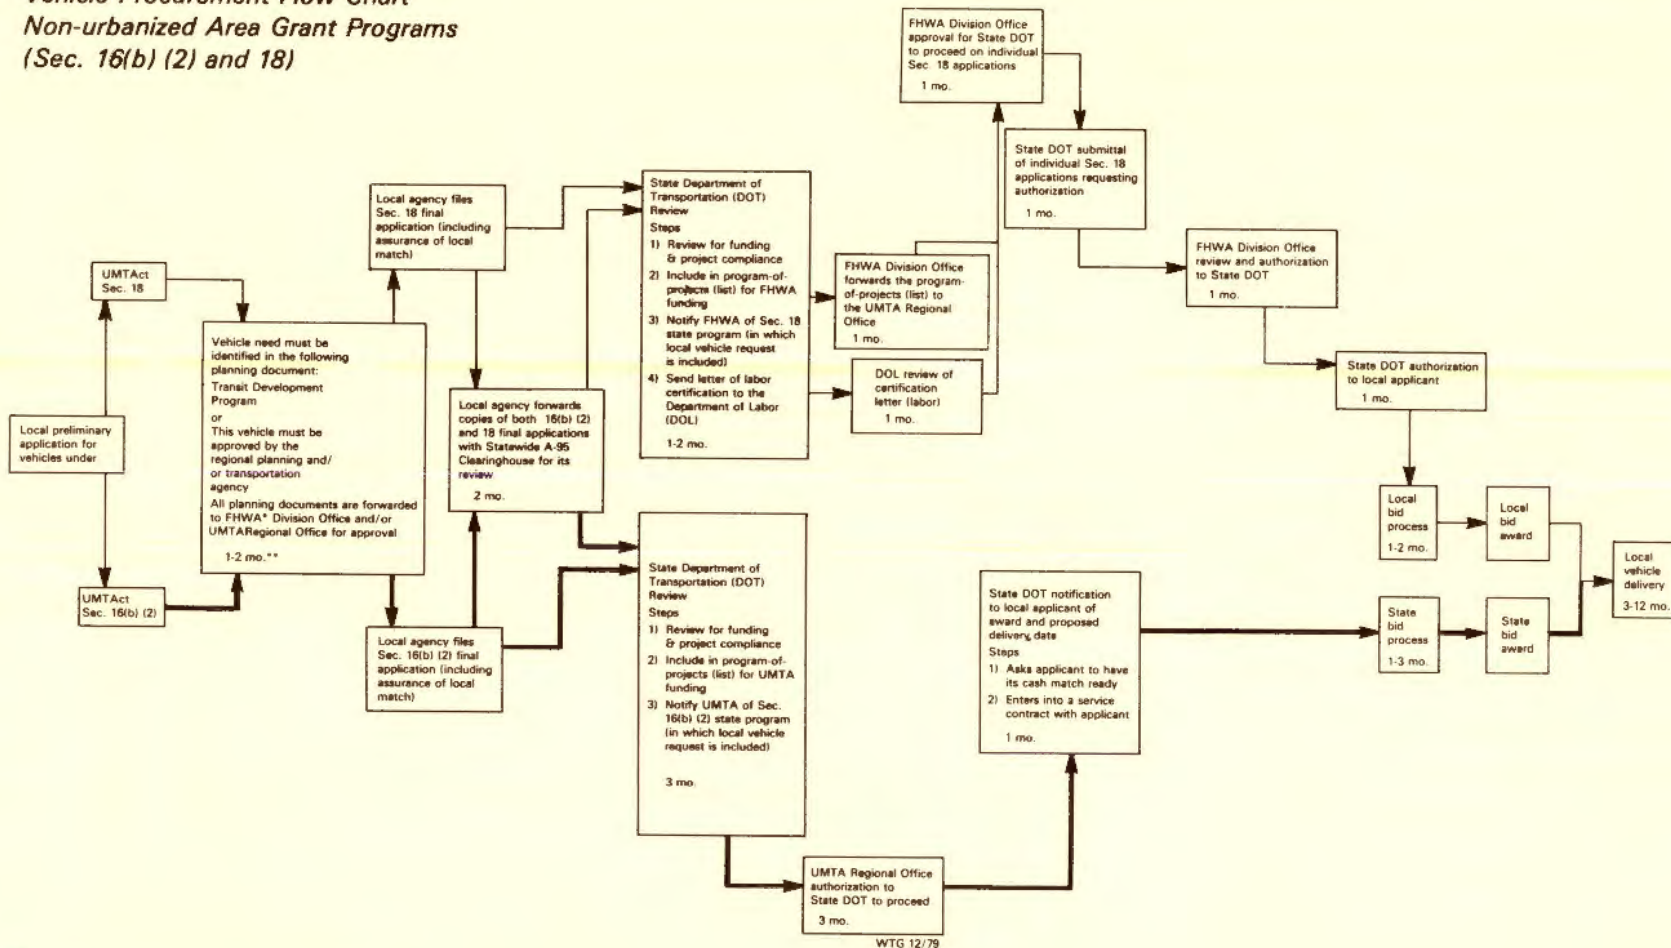 Vehicle Procurement Flow Chart
Non-urbanized Area Grant Programs
(Sec. 16(b) (2) and 18)
Local preliminary
application for
vehicles under
UMTAct
Sec. 18
UMTAct
Sec. 16(b) (2)
Vehicle need must be
identified in the following
planning document:
Transit Development
Program
or
This vehicle must be
approved by the
regional planning and/
or transportation
agency
All planning documents are forwarded
to FHWA* Division Office and/or
UMTARegional Office for approval
1-2 mo.**
Local agency files
Sec. 18 final
application (including
assurance of local
match)
Local agency forwards
copies of both 16(b) (2)
and 18 final applications
with Statewide A-95
Clearinghouse for its
review
2 mo.
Local agency files
Sec. 16(b) (2) final
application (including
assurance of local
match)
State Department of
Transportation (DOT)
Review
Steps
1) Review for funding
& project compliance
2) Include in program-of-
projects (list) for FHWA
funding
3) Notify FHWA of Sec. 18
state program (in which
local vehicle request
is included)
4) Send letter of labor
certification to the
Department of Labor
(DOL)
1-2 mo.
State Department of
Transportation (DOT)
Review
Steps
1) Review for funding
& project compliance
2) Include in program-of-
projects (list) for UMTA
funding
3) Notify UMTA of Sec.
16(b) (2) state program
(in which local vehicle
request is included)
3 mo.
FHWA Division Office
forwards the program-
of-projects (list) to
the UMTA Regional
Office
1 mo.
DOL review of
certification
letter (labor)
1 mo.
FHWA Division Office
approval for State DOT
to proceed on individual
Sec. 18 applications
1 mo.
State DOT submittal
of individual Sec. 18
applications requesting
authorization
1 mo.
FHWA Division Office
review and authorization
to State DOT
1 mo.
State DOT authorization
to local applicant
1 mo.
Local
bid
process
1-2 mo.
Local
bid
award
UMTA Regional Office
authorization to
State DOT to proceed
3 mo.
State DOT notification
to local applicant of
award and proposed
delivery date
Steps
1) Asks applicant to have
its cash match ready
2) Enters into a service
contract with applicant
1 mo.
State
bid
process
1-3 mo.
State
bid
award
Local
vehicle
delivery
3-12 mo.
WTG 12/79